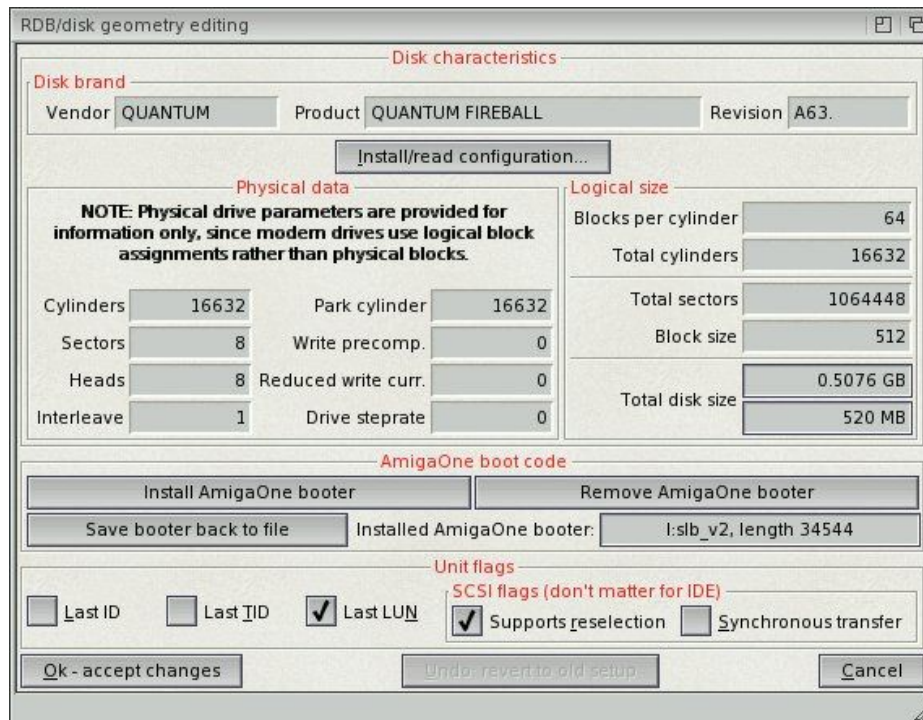 RDB/disk geometry editing
Disk characteristics
Disk brand
Vendor QUANTUM Product QUANTUM FIREBALL Revision A63.
Install/read configuration...
Physical data
NOTE: Physical drive parameters are provided for
information only, since modern drives use logical block
assignments rather than physical blocks.
Cylinders 16632 Park cylinder 16632
Sectors 8 Write precomp. 0
Heads 8 Reduced write curr. 0
Interleave 1 Drive steprate 0
Logical size
Blocks per cylinder 64
Total cylinders 16632
Total sectors 1064448
Block size 512
Total disk size 0.5076 GB
520 MB
AmigaOne boot code
Install AmigaOne booter Remove AmigaOne booter
Save booter back to file Installed AmigaOne booter: l:slb_v2, length 34544
Unit flags
SCSI flags (don't matter for IDE)
Last ID Last TID Last LUN Supports reselection Synchronous transfer
Ok - accept changes Undo- revert to old setup Cancel